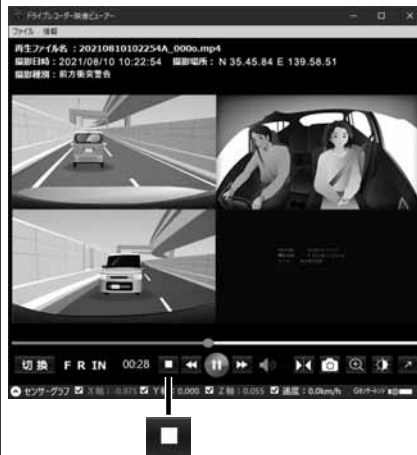 ドライブレコーダー映像ビューアー
ファイル 情報
再生ファイル名：20210810102254A_000o.mp4
撮影日時：2021/08/10 10:22:54 撮影場所：N 35.45.84 E 139.58.51
撮影種別：前方衝突警告
切換 F R IN 00:28
センサーグラフ X軸：-0.975 Y軸：0.000 Z軸：0.055 速度：0.0km/h